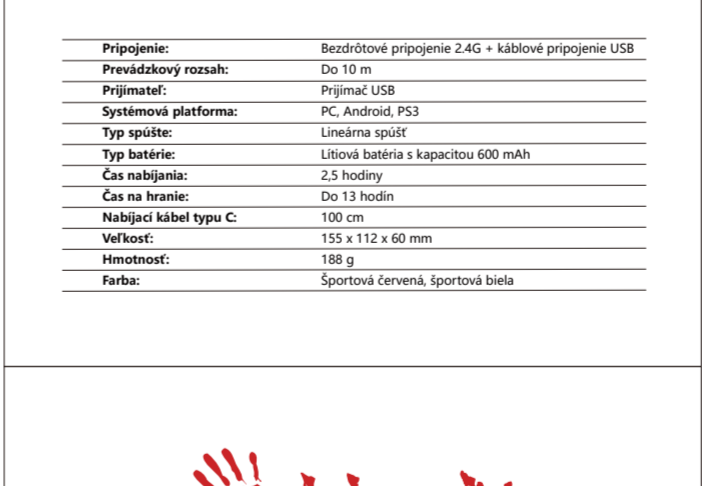 Pripojenie: Bezdrôtové pripojenie 2.4G + káblové pripojenie USB
Prevádzkový rozsah: Do 10 m
Prijímateľ: Prijímač USB
Systémová platforma: PC, Android, PS3
Typ spúšte: Lineárna spúšť
Typ batérie: Lítiová batéria s kapacitou 600 mAh
Čas nabíjania: 2,5 hodiny
Čas na hranie: Do 13 hodín
Nabíjací kábel typu C: 100 cm
Veľkosť: 155 x 112 x 60 mm
Hmotnosť: 188 g
Farba: Športová červená, športová biela